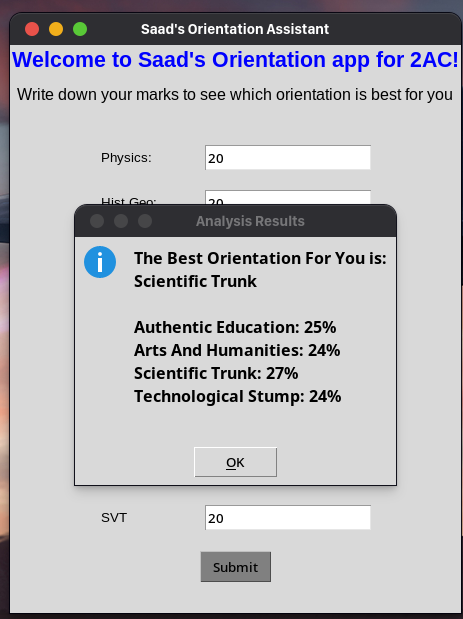 Saad's Orientation Assistant
Welcome to Saad's Orientation app for 2AC!
Write down your marks to see which orientation is best for you
Physics: 20
Hist Geo: 20
Analysis Results
The Best Orientation For You is:
Scientific Trunk
Authentic Education: 25%
Arts And Humanities: 24%
Scientific Trunk: 27%
Technological Stump: 24%
OK
SVT 20
Submit